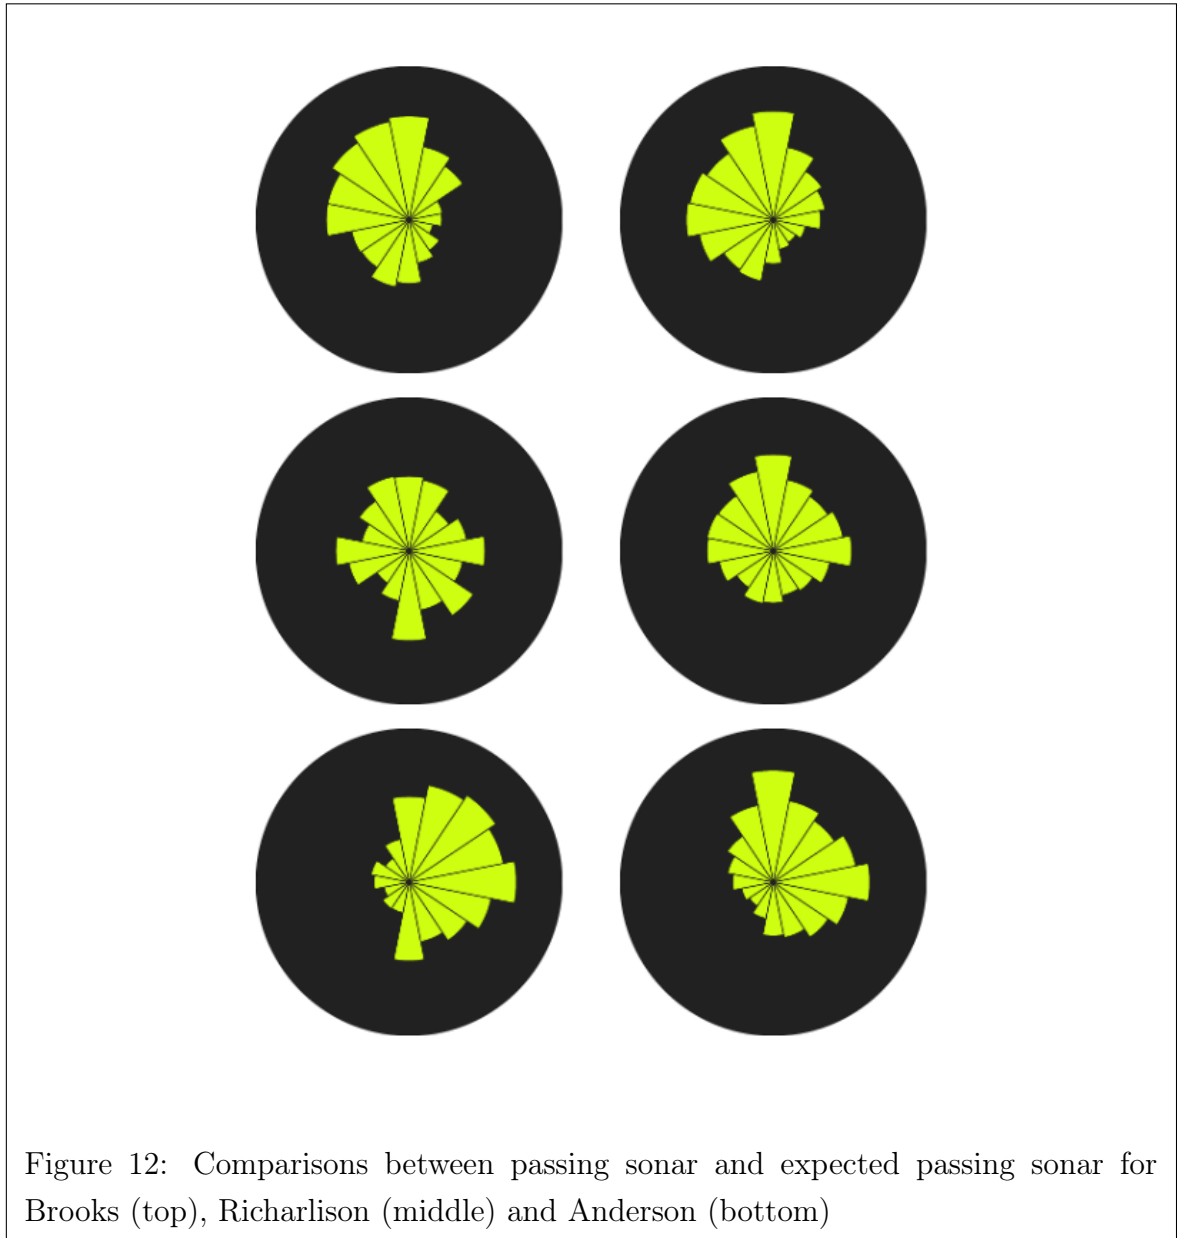 Figure 12: Comparisons between passing sonar and expected passing sonar for
Brooks (top), Richarlison (middle) and Anderson (bottom)